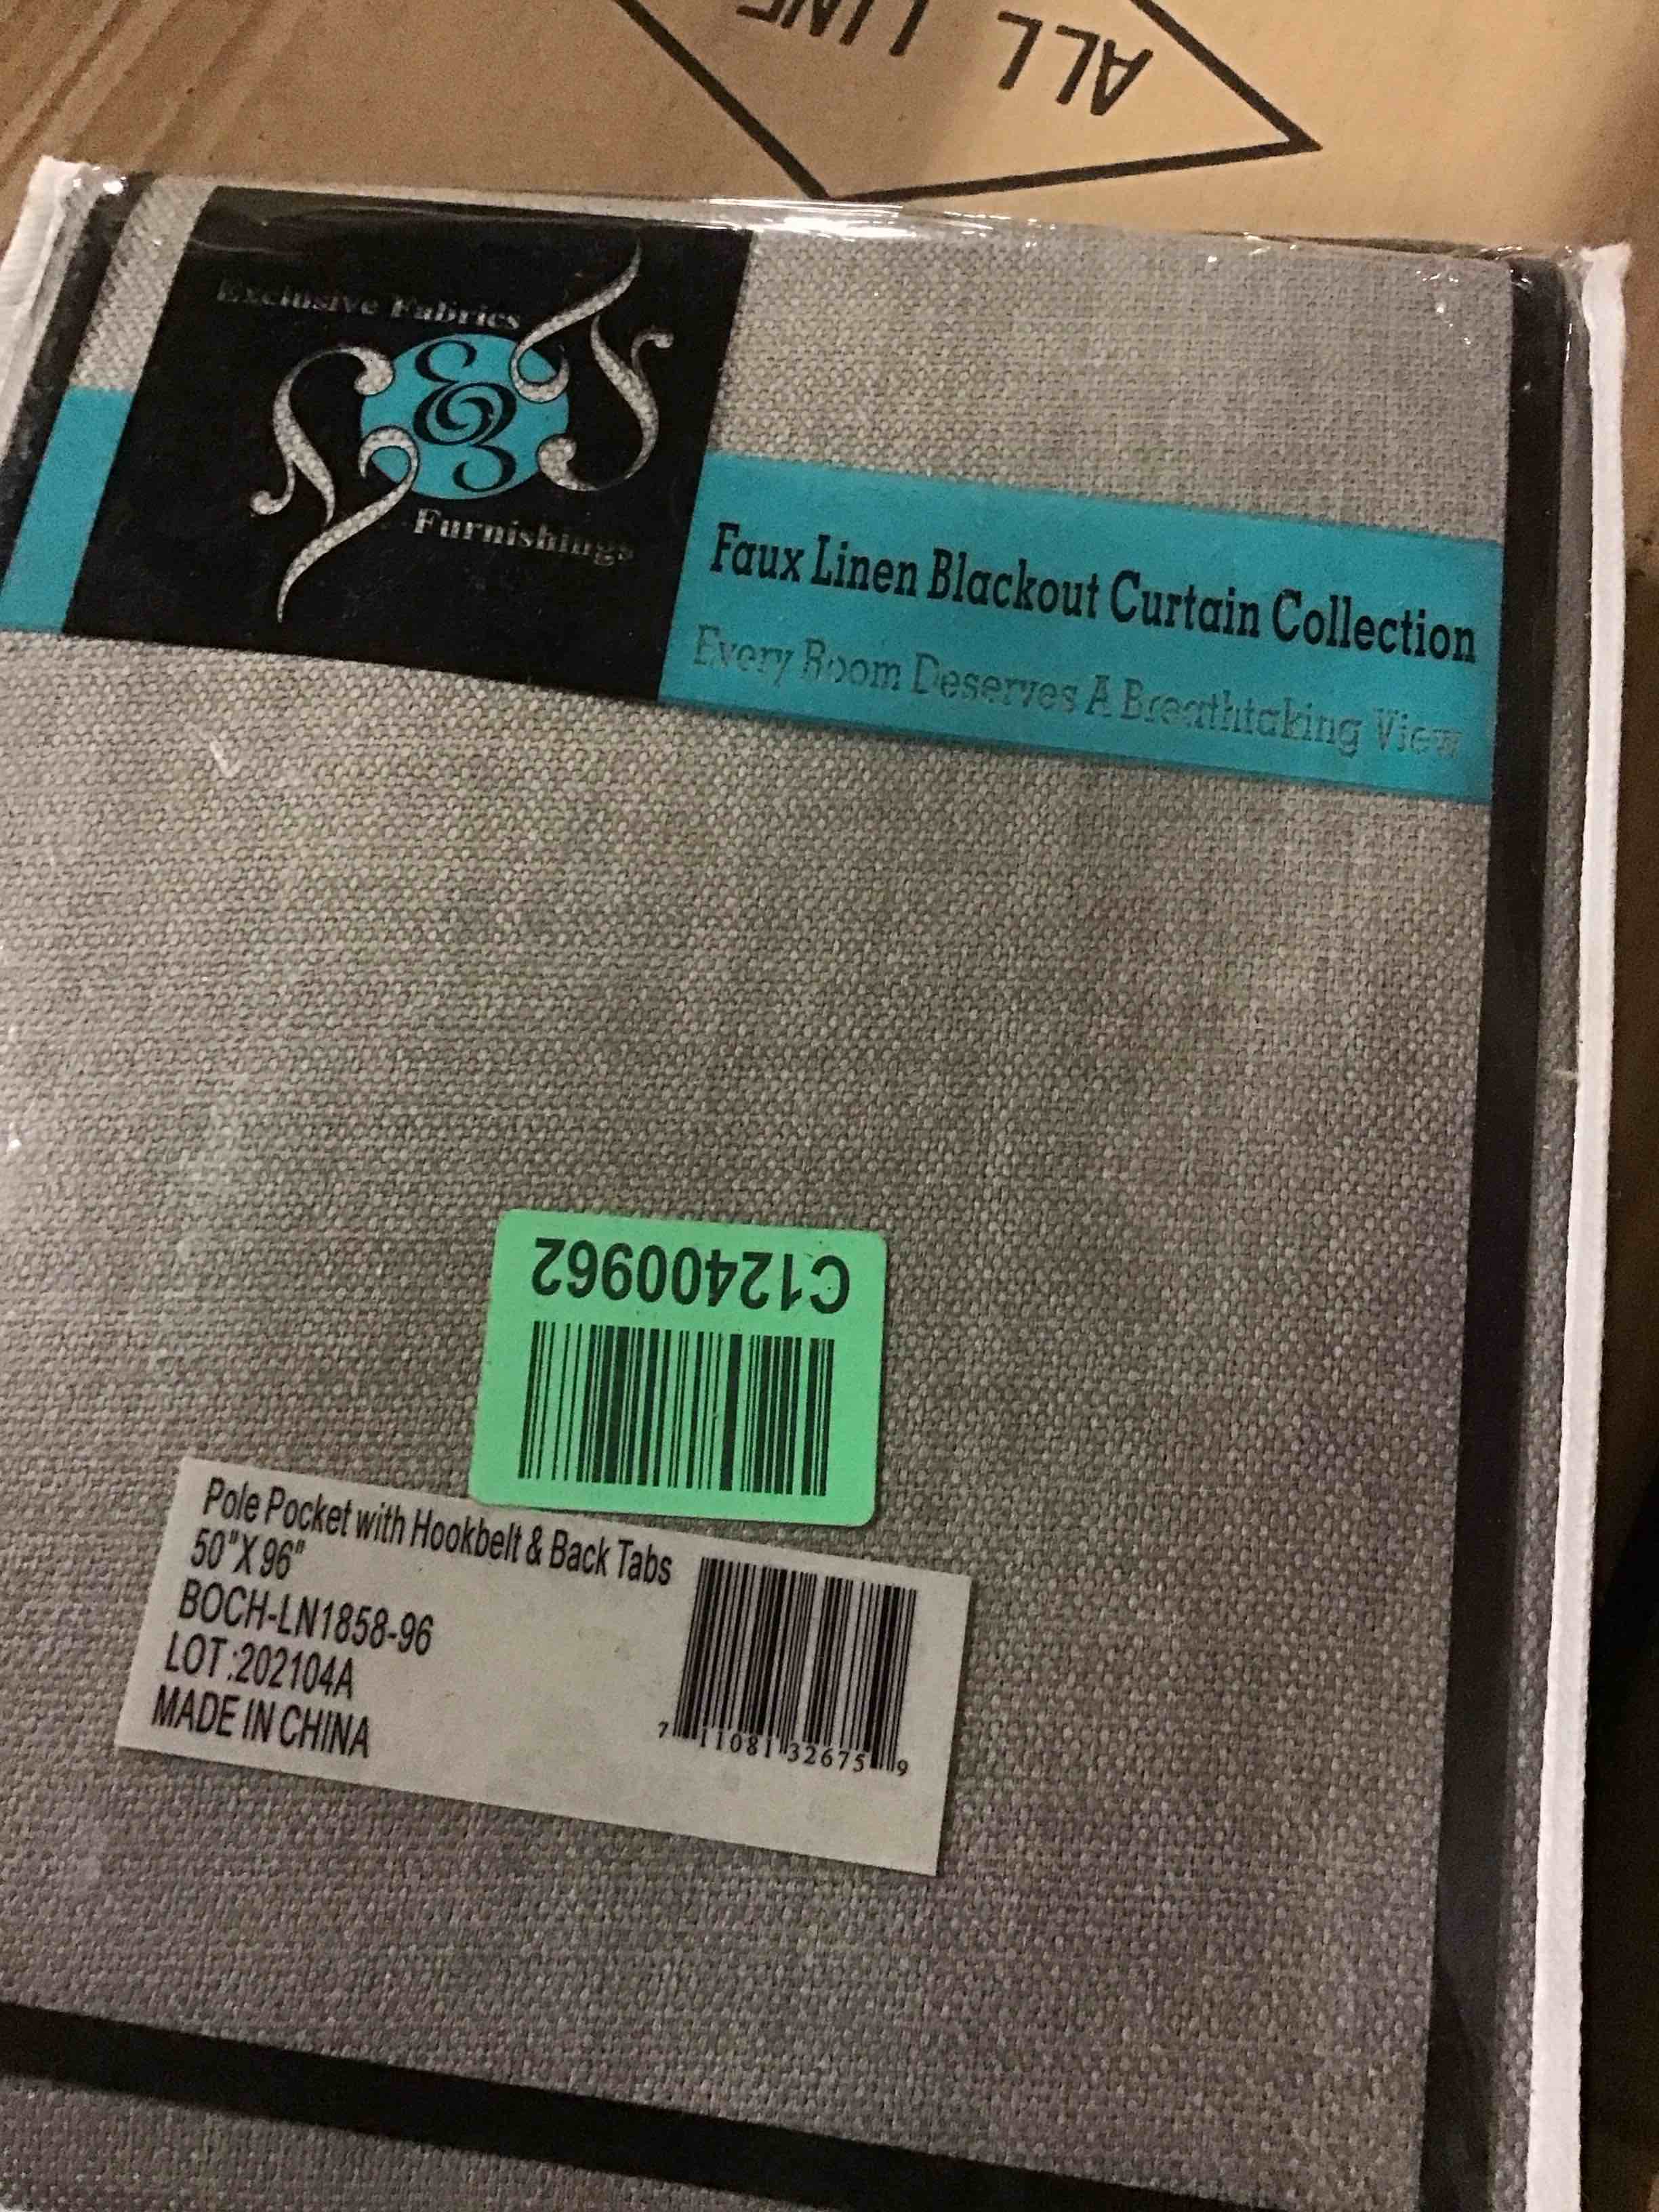 ALL LINE
Exclusive Fabrics
&
Furnishings
Faux Linen Blackout Curtain Collection
Every Room Deserves A Breathtaking View
C12400962
Pole Pocket with Hookbelt & Back Tabs
50"X 96"
BOCH-LN1858-96
LOT :202104A
MADE IN CHINA
7 11081 32675 9